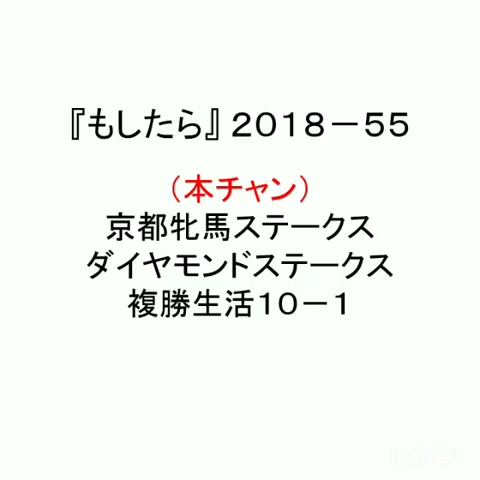 『もしたら』２０１８－５５
（本チャン）
京都牝馬ステークス
ダイヤモンドステークス
複勝生活１０－１